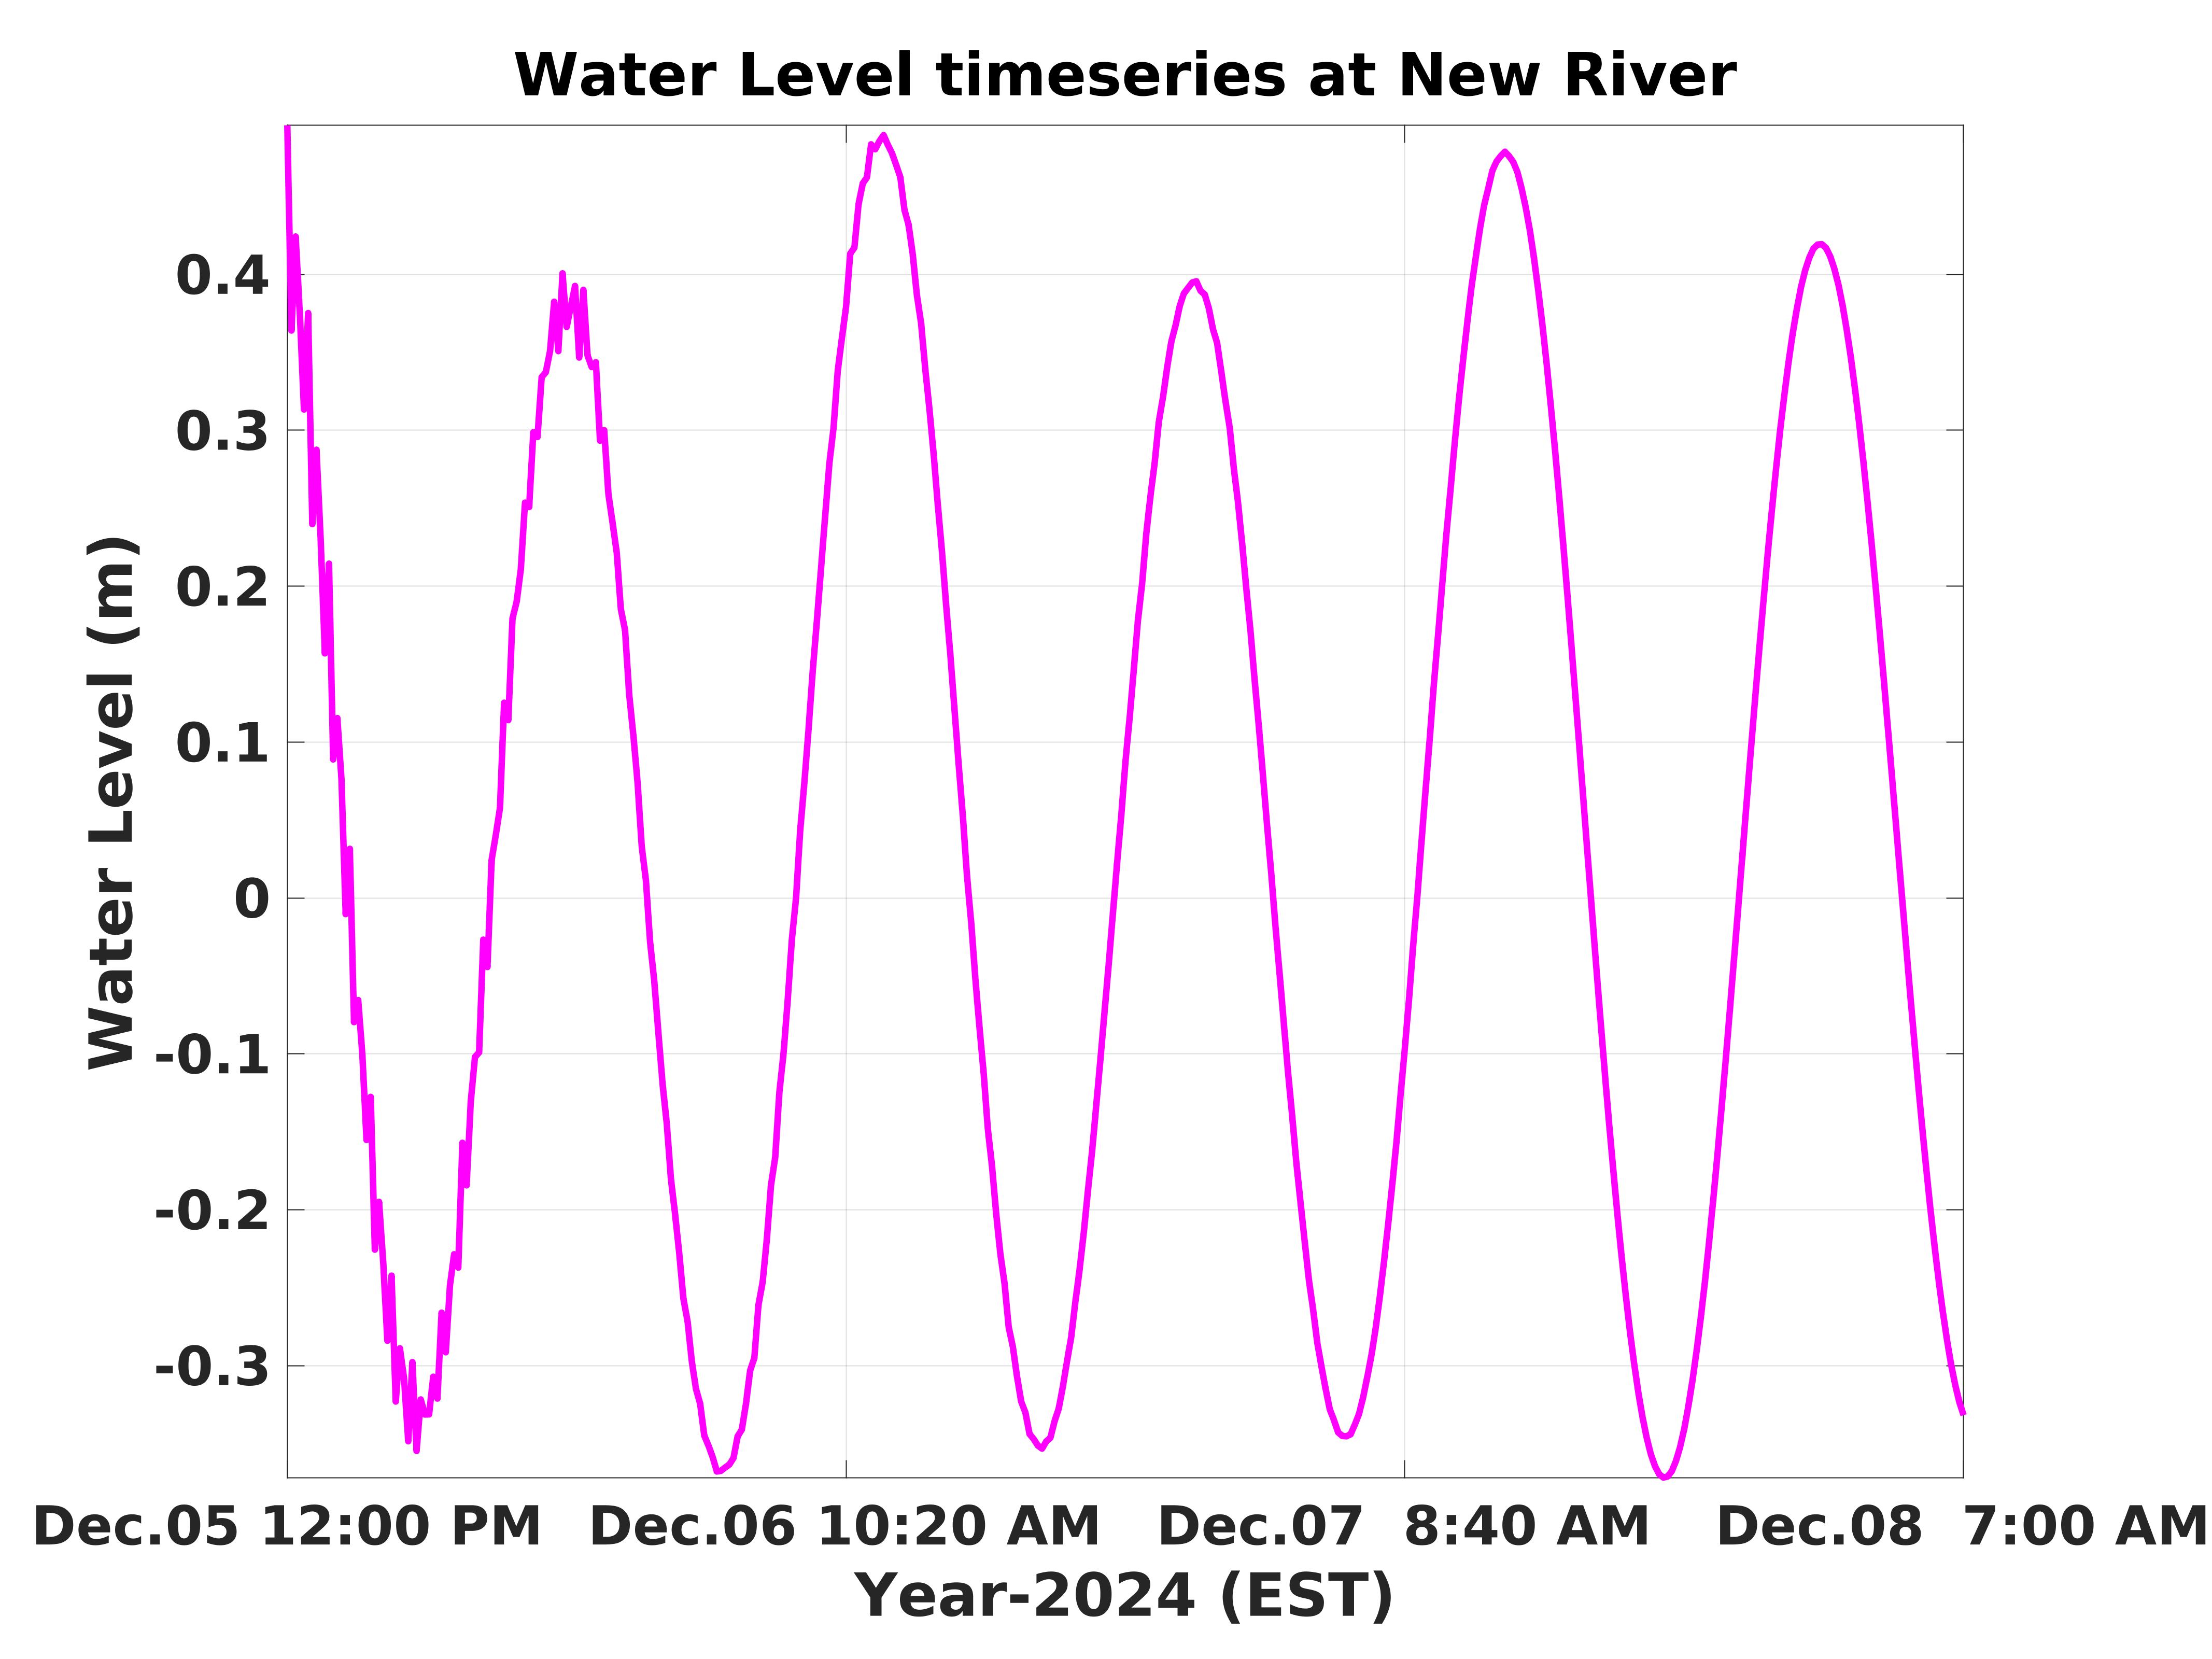 Water Level timeseries at New River
Water Level (m)
0.4
0.3
0.2
0.1
0
-0.1
-0.2
-0.3
Dec.05 12:00 PM Dec.06 10:20 AM Dec.07 8:40 AM Dec.08 7:00 AM
Year-2024 (EST)